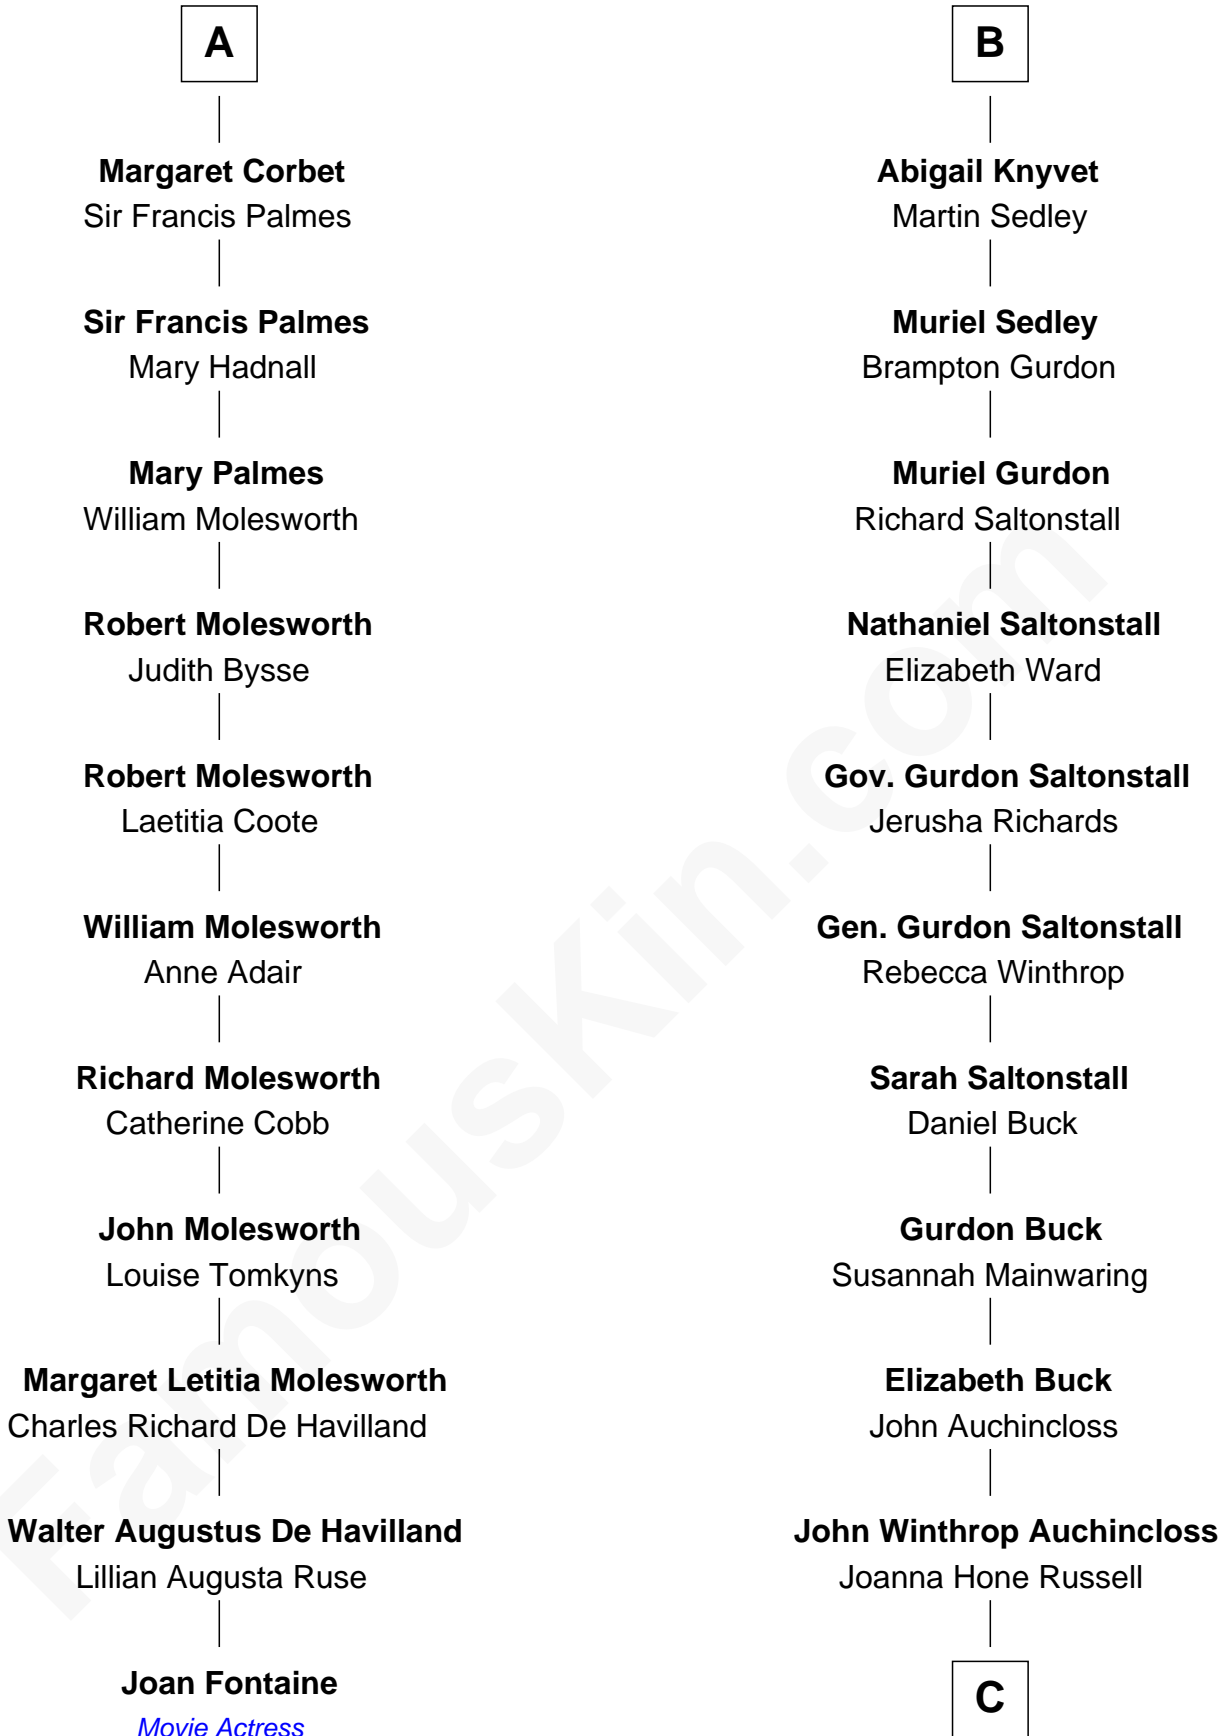 A
Margaret Corbet
Sir Francis Palmes
Sir Francis Palmes
Mary Hadnall
Mary Palmes
William Molesworth
Robert Molesworth
Judith Bysse
Robert Molesworth
Laetitia Coote
William Molesworth
Anne Adair
Richard Molesworth
Catherine Cobb
John Molesworth
Louise Tomkyns
Margaret Letitia Molesworth
Charles Richard De Havilland
Walter Augustus De Havilland
Lillian Augusta Ruse
Joan Fontaine
Movie Actress
B
Abigail Knyvet
Martin Sedley
Muriel Sedley
Brampton Gurdon
Muriel Gurdon
Richard Saltonstall
Nathaniel Saltonstall
Elizabeth Ward
Gov. Gurdon Saltonstall
Jerusha Richards
Gen. Gurdon Saltonstall
Rebecca Winthrop
Sarah Saltonstall
Daniel Buck
Gurdon Buck
Susannah Mainwaring
Elizabeth Buck
John Auchincloss
John Winthrop Auchincloss
Joanna Hone Russell
C
FamousKin.com